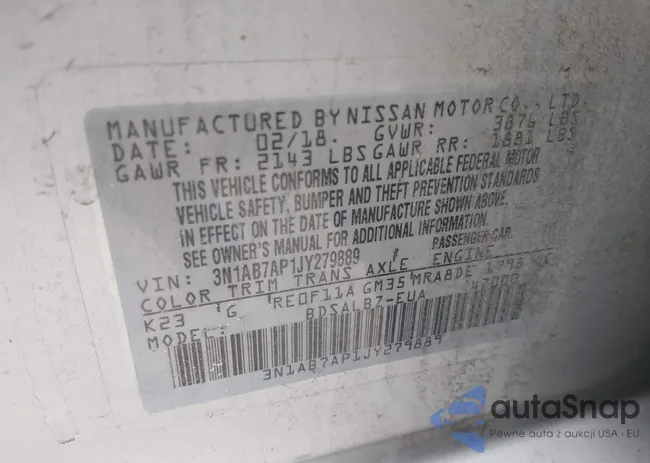 MANUFACTURED BY NISSAN MOTOR CO., LTD.
DATE: 02/18. GVWR: 3876 LBS
GAWR FR: 2143 LBS GAWR RR: 1881 LBS
THIS VEHICLE CONFORMS TO ALL APPLICABLE FEDERAL MOTOR
VEHICLE SAFETY, BUMPER AND THEFT PREVENTION STANDARDS
IN EFFECT ON THE DATE OF MANUFACTURE SHOWN ABOVE.
SEE OWNER'S MANUAL FOR ADDITIONAL INFORMATION.
VIN: 3N1AB7AP1JY279889 PASSENGER CAR
COLOR TRIM TRANS AXLE ENGINE
K23 G RE0F11A GM35 MRA8DE 1798
MODEL: BDSALB7-EUA 47000
3N1AB7AP1JY279889
autaSnap
Pewne auta z aukcji USA i EU